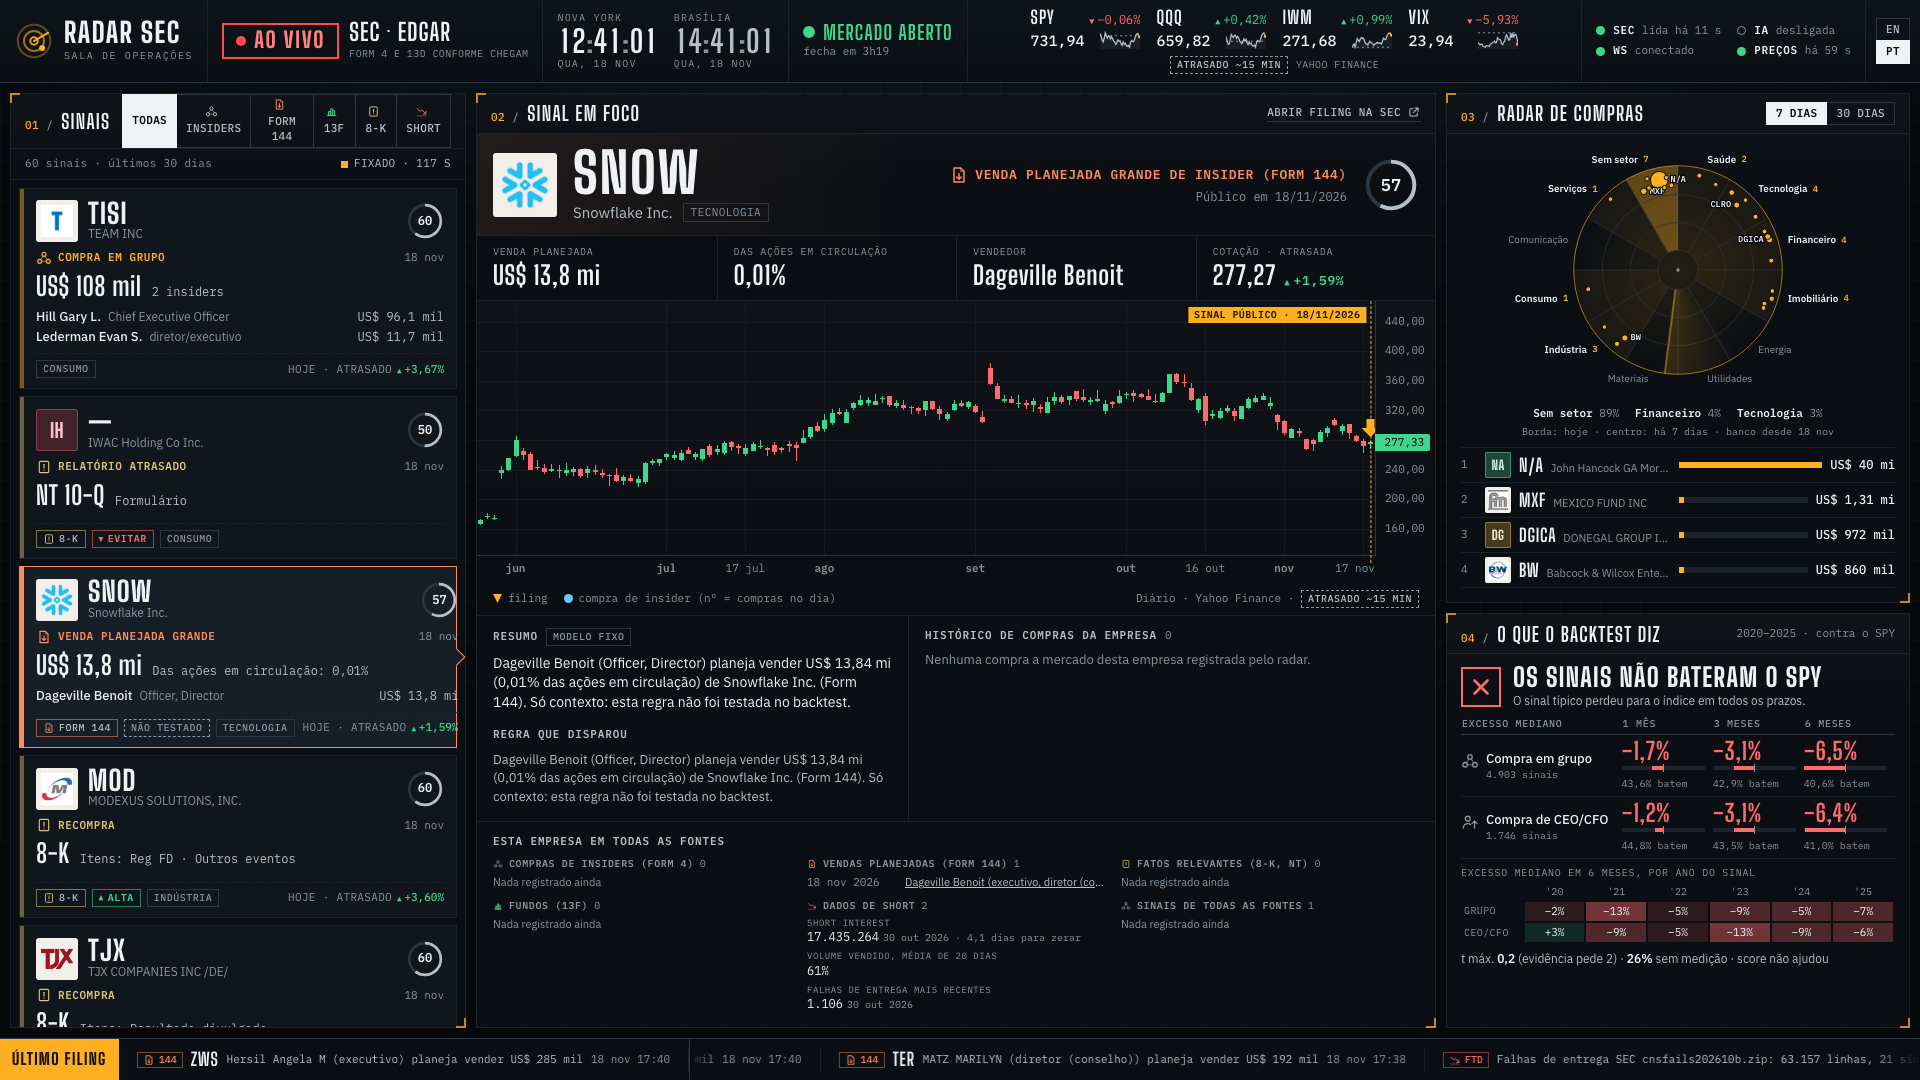 RADAR SEC
SALA DE OPERAÇÕES
AO VIVO
SEC · EDGAR
FORM 4 E 13D CONFORME CHEGAM
NOVA YORK
12:41:01
QUA, 18 NOV
BRASÍLIA
14:41:01
QUA, 18 NOV
MERCADO ABERTO
fecha em 3h19
SPY ▼−0,06%
731,94
QQQ ▲+0,42%
659,82
IWM ▲+0,99%
271,68
VIX ▼−5,93%
23,94
ATRASADO ~15 MIN YAHOO FINANCE
SEC lida há 11 s
IA desligada
WS conectado
PREÇOS há 59 s
EN
PT
01 / SINAIS
TODAS
INSIDERS
FORM 144
13F
8-K
SHORT
60 sinais · últimos 30 dias
FIXADO · 117 S
TISI
TEAM INC
60
COMPRA EM GRUPO
18 nov
US$ 108 mil 2 insiders
Hill Gary L. Chief Executive Officer US$ 96,1 mil
Lederman Evan S. diretor/executivo US$ 11,7 mil
CONSUMO
HOJE · ATRASADO ▲+3,67%
IH
—
IWAC Holding Co Inc.
50
RELATÓRIO ATRASADO
18 nov
NT 10-Q Formulário
8-K
▼ EVITAR
CONSUMO
SNOW
Snowflake Inc.
57
VENDA PLANEJADA GRANDE
18 nov
US$ 13,8 mi Das ações em circulação: 0,01%
Dageville Benoit Officer, Director US$ 13,8 mi
FORM 144
NÃO TESTADO
TECNOLOGIA
HOJE · ATRASADO ▲+1,59%
MOD
MODEXUS SOLUTIONS, INC.
60
RECOMPRA
18 nov
8-K Itens: Reg FD · Outros eventos
8-K
▲ ALTA
INDÚSTRIA
HOJE · ATRASADO ▲+3,60%
TJX
TJX COMPANIES INC /DE/
60
RECOMPRA
18 nov
8-K Itens: Resultado divulgado
02 / SINAL EM FOCO
ABRIR FILING NA SEC
SNOW
Snowflake Inc.
TECNOLOGIA
VENDA PLANEJADA GRANDE DE INSIDER (FORM 144)
Público em 18/11/2026
57
VENDA PLANEJADA
US$ 13,8 mi
DAS AÇÕES EM CIRCULAÇÃO
0,01%
VENDEDOR
Dageville Benoit
COTAÇÃO · ATRASADA
277,27 ▲+1,59%
SINAL PÚBLICO · 18/11/2026
440,00
400,00
360,00
320,00
277,33
240,00
200,00
160,00
jun jul 17 jul ago set out 16 out nov 17 nov
filing
compra de insider (nº = compras no dia)
Diário · Yahoo Finance · ATRASADO ~15 MIN
RESUMO MODELO FIXO
Dageville Benoit (Officer, Director) planeja vender US$ 13,84 mi
(0,01% das ações em circulação) de Snowflake Inc. (Form
144). Só contexto: esta regra não foi testada no backtest.
REGRA QUE DISPAROU
Dageville Benoit (Officer, Director) planeja vender US$ 13,84 mi
(0,01% das ações em circulação) de Snowflake Inc. (Form 144). Só
contexto: esta regra não foi testada no backtest.
HISTÓRICO DE COMPRAS DA EMPRESA 0
Nenhuma compra a mercado desta empresa registrada pelo radar.
ESTA EMPRESA EM TODAS AS FONTES
COMPRAS DE INSIDERS (FORM 4) 0
Nada registrado ainda
VENDAS PLANEJADAS (FORM 144) 1
18 nov 2026 Dageville Benoit (executivo, diretor (co...
FATOS RELEVANTES (8-K, NT) 0
Nada registrado ainda
FUNDOS (13F) 0
Nada registrado ainda
DADOS DE SHORT 2
SHORT INTEREST
17.435.264 30 out 2026 · 4,1 dias para zerar
VOLUME VENDIDO, MÉDIA DE 20 DIAS
61%
FALHAS DE ENTREGA MAIS RECENTES
1.106 30 out 2026
SINAIS DE TODAS AS FONTES 1
Nada registrado ainda
03 / RADAR DE COMPRAS
7 DIAS
30 DIAS
Sem setor 7
Saúde 2
Serviços 1
Tecnologia 4
Comunicação
Financeiro 4
Consumo 1
Imobiliário 4
Indústria 3
Energia
Materiais
Utilidades
N/A
MXF
CLRO
DGICA
BW
Sem setor 89% Financeiro 4% Tecnologia 3%
Borda: hoje · centro: há 7 dias · banco desde 18 nov
1 NA N/A John Hancock GA Mor... US$ 40 mi
2 MXF MEXICO FUND INC US$ 1,31 mi
3 DG DGICA DONEGAL GROUP I... US$ 972 mil
4 BW BW Babcock & Wilcox Ente... US$ 860 mil
04 / O QUE O BACKTEST DIZ
2020–2025 · contra o SPY
OS SINAIS NÃO BATERAM O SPY
O sinal típico perdeu para o índice em todos os prazos.
EXCESSO MEDIANO 1 MÊS 3 MESES 6 MESES
Compra em grupo −1,7% −3,1% −6,5%
4.903 sinais 43,6% batem 42,9% batem 40,6% batem
Compra de CEO/CFO −1,2% −3,1% −6,4%
1.746 sinais 44,8% batem 43,5% batem 41,0% batem
EXCESSO MEDIANO EM 6 MESES, POR ANO DO SINAL
'20 '21 '22 '23 '24 '25
GRUPO −2% −13% −5% −9% −5% −7%
CEO/CFO +3% −9% −5% −13% −9% −6%
t máx. 0,2 (evidência pede 2) · 26% sem medição · score não ajudou
ÚLTIMO FILING
144 ZWS Hersil Angela M (executivo) planeja vender US$ 285 mil 18 nov 17:40
mil 18 nov 17:40
144 TER MATZ MARILYN (diretor (conselho)) planeja vender US$ 192 mil 18 nov 17:38
FTD Falhas de entrega SEC cnsfails202610b.zip: 63.157 linhas, 21